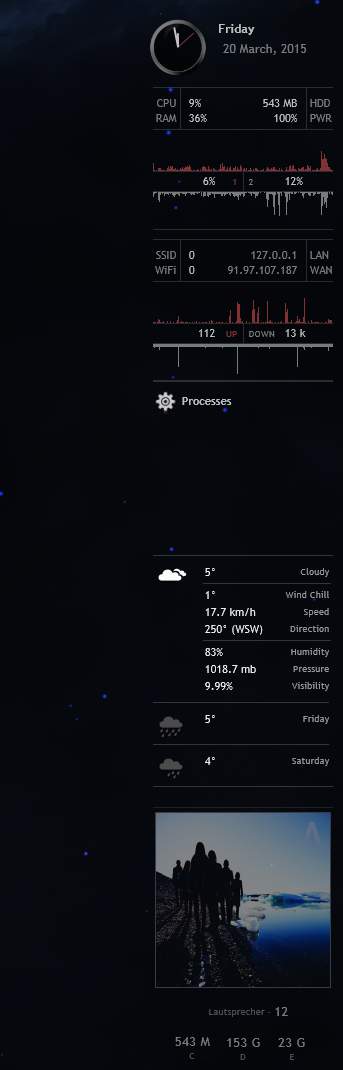 Friday
20 March, 2015
CPU 9% 543 MB HDD
RAM 36% 100% PWR
6% 1 2 12%
SSID 0 127.0.0.1 LAN
WiFi 0 91.97.107.187 WAN
112 UP DOWN 13 k
Processes
5° Cloudy
1° Wind Chill
17.7 km/h Speed
250° (WSW) Direction
83% Humidity
1018.7 mb Pressure
9.99% Visibility
5° Friday
4° Saturday
Lautsprecher - 12
543 M 153 G 23 G
C D E